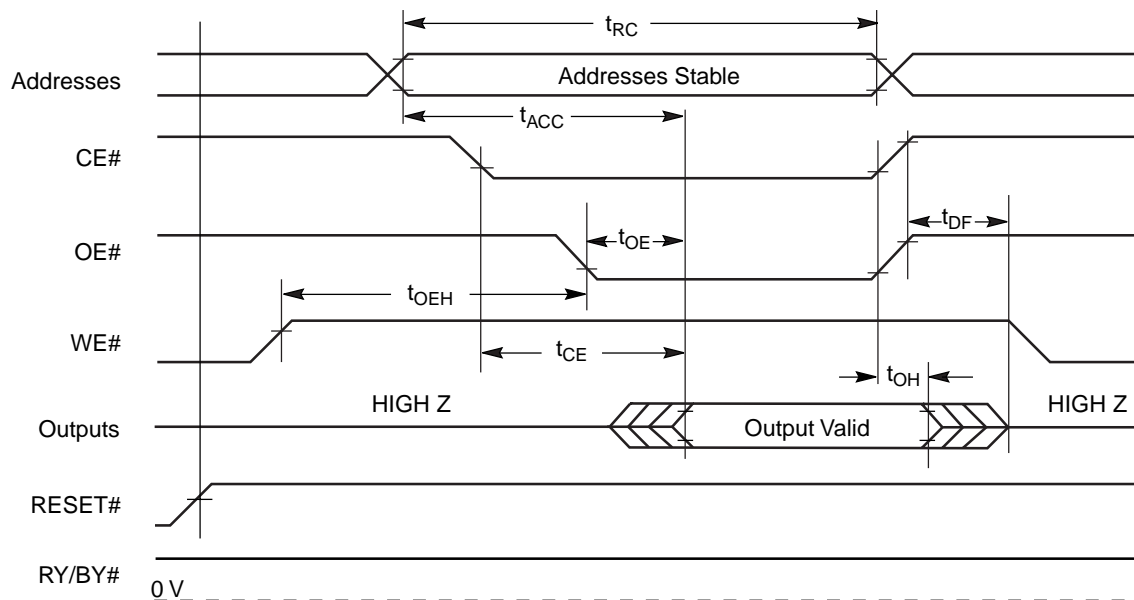 tRC
Addresses
Addresses Stable
tACC
CE#
tDF
OE#
tOE
tOEH
WE#
tCE
tOH
HIGH Z
HIGH Z
Outputs
Output Valid
RESET#
RY/BY#
0 V